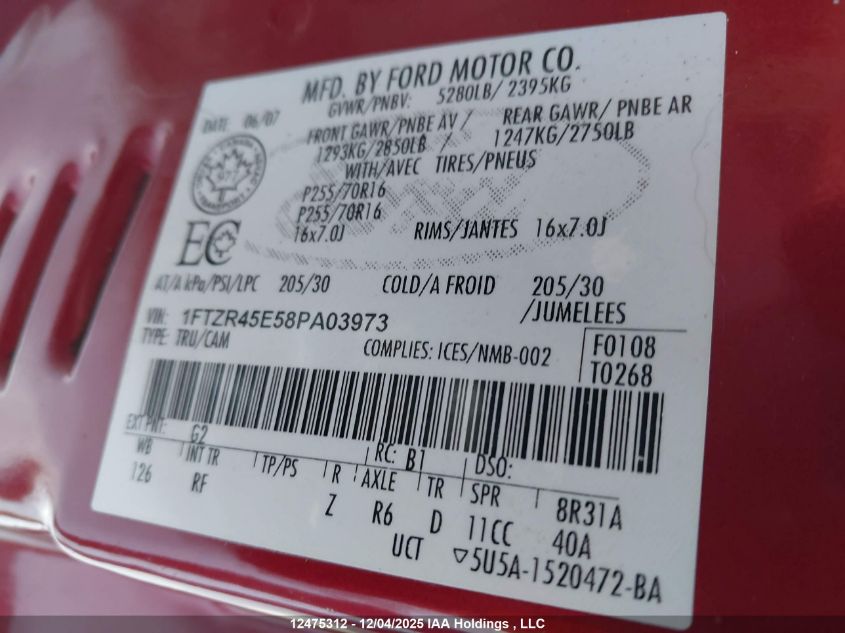 MFD. BY FORD MOTOR CO.
DATE 06/07 GVWR/PNBV: 5280LB/ 2395KG
FRONT GAWR/PNBE AV / REAR GAWR/ PNBE AR
1293KG/2850LB / 1247KG/2750LB
WITH/AVEC TIRES/PNEUS
P255/70R16
P255/70R16
16x7.0J RIMS/JANTES 16x7.0J
EC
AT/A kPa/PSI/LPC 205/30 COLD/A FROID 205/30
/JUMELEES
VIN: 1FTZR45E58PA03973
TYPE: TRU/CAM COMPLIES: ICES/NMB-002 F0108
T0268
EXT PNT: G2 RC: B1 DSO:
WB INT TR TP/PS R AXLE TR SPR 8R31A
126 RF Z R6 D 11CC 40A
UCT ▽5U5A-1520472-BA
12475312 - 12/04/2025 IAA Holdings , LLC